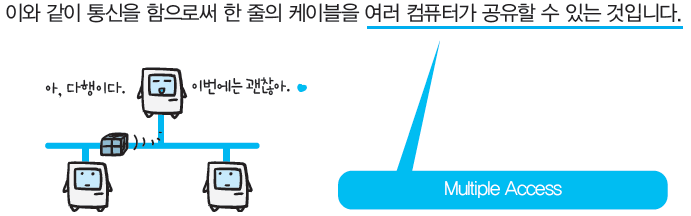 이와 같이 통신을 함으로써 한 줄의 케이블을 여러 컴퓨터가 공유할 수 있는 것입니다.
아, 다행이다.
이번에는 괜찮아.
Multiple Access